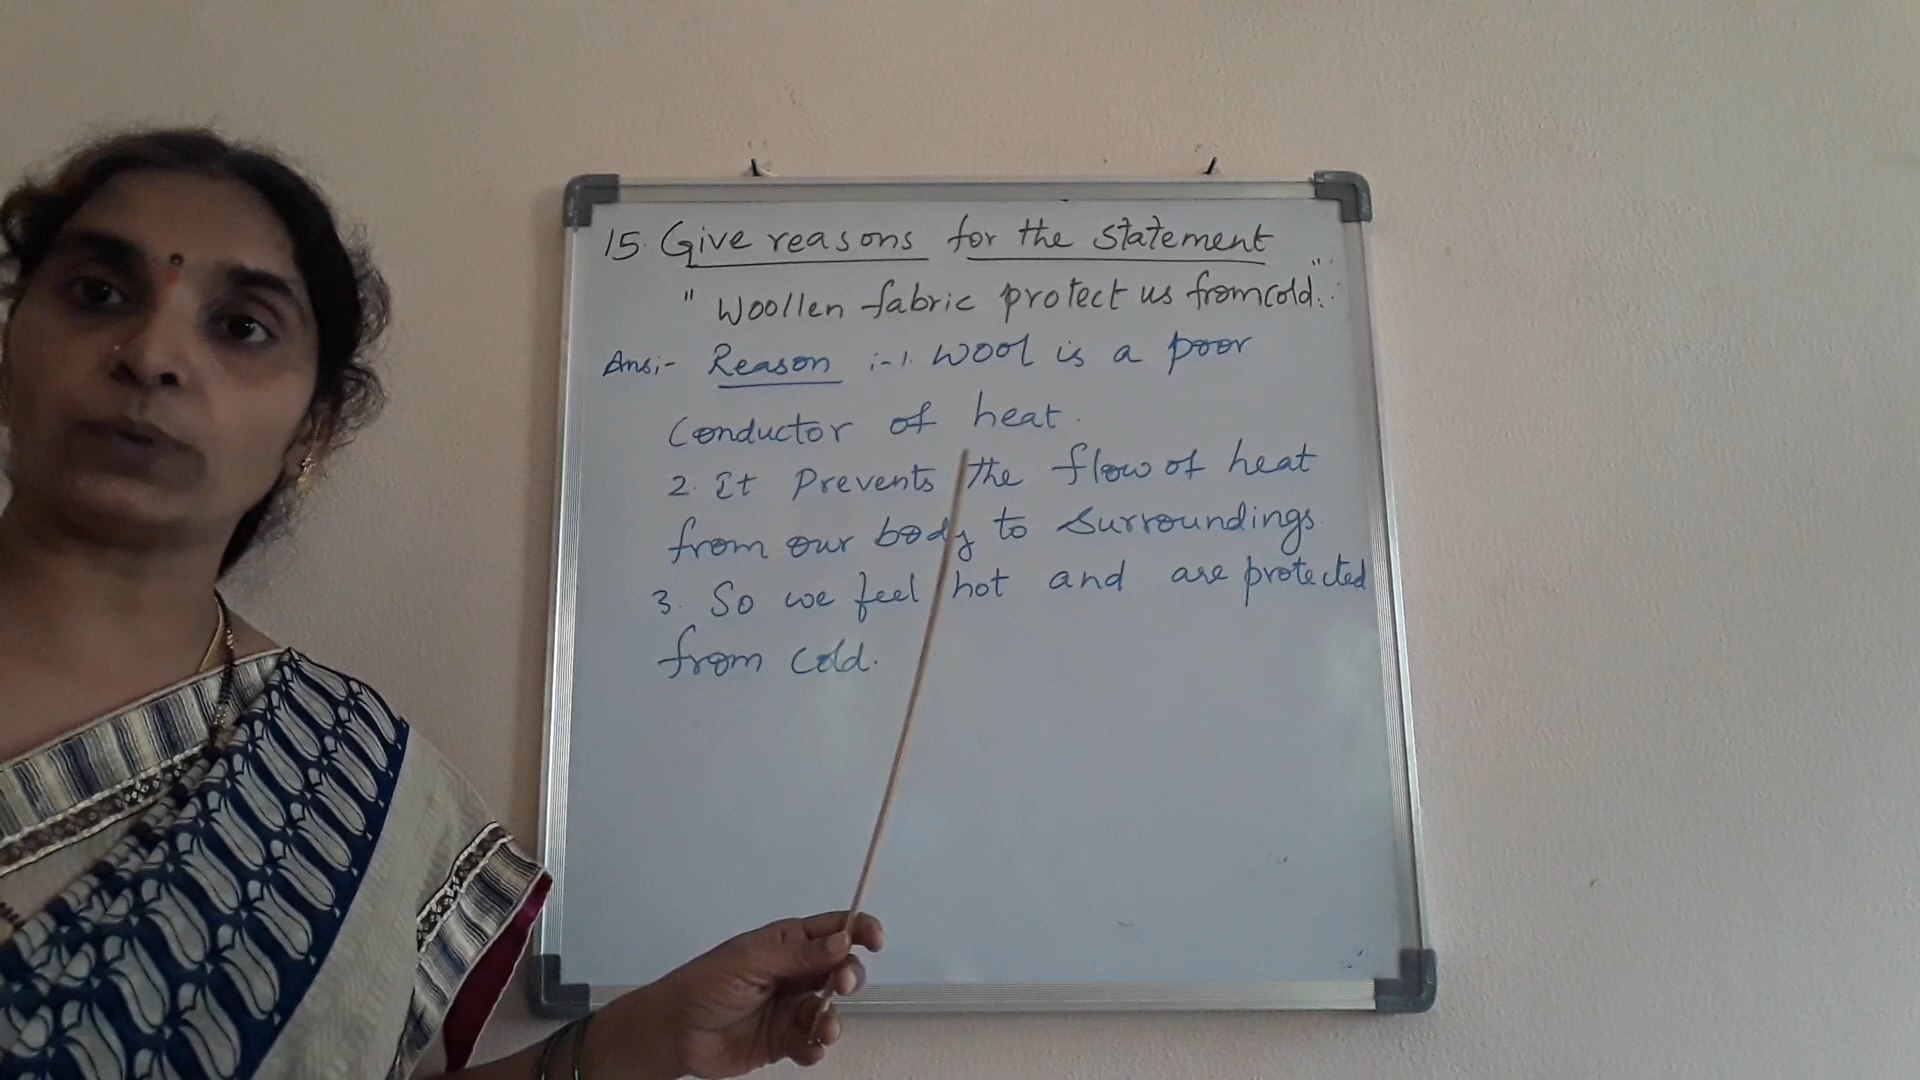 15. Give reasons for the statement
"Woollen fabric protect us from cold."
Ans:- Reason :-1. Wool is a poor
conductor of heat.
2. It Prevents the flow of heat
from our body to surroundings.
3. So we feel hot and are protected
from cold.